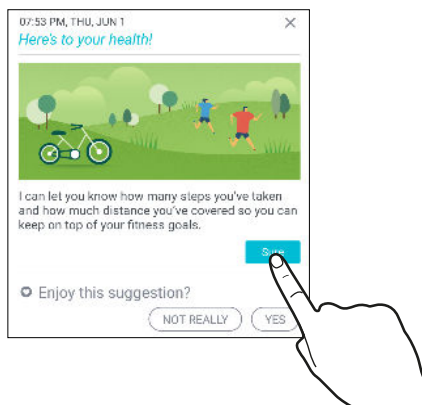 07:53 PM, THU, JUN 1
Here's to your health!
I can let you know how many steps you've taken
and how much distance you've covered so you can
keep on top of your fitness goals.
Sure
Enjoy this suggestion?
NOT REALLY
YES